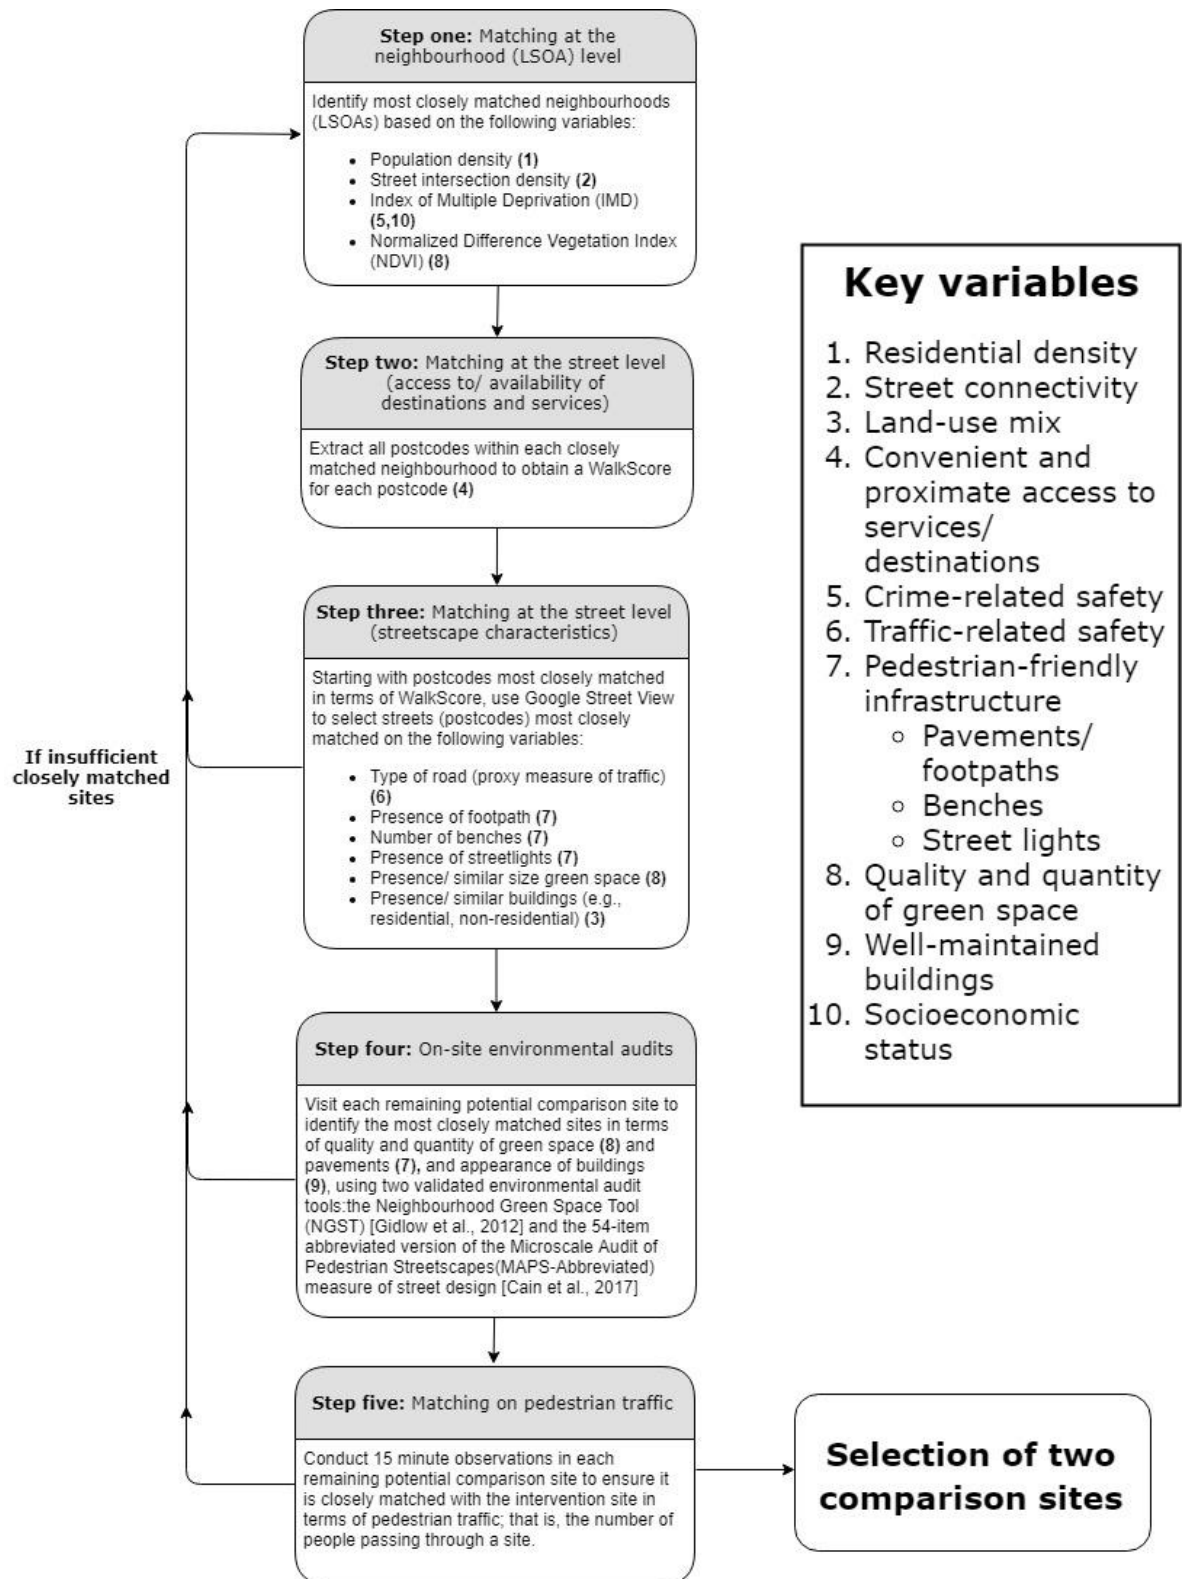 Step one: Matching at the
neighbourhood (LSOA) level
Identify most closely matched neighbourhoods
(LSOAs) based on the following variables:
• Population density (1)
• Street intersection density (2)
• Index of Multiple Deprivation (IMD)
(5,10)
• Normalized Difference Vegetation Index
(NDVI) (8)
Step two: Matching at the street level
(access to/ availability of
destinations and services)
Extract all postcodes within each closely
matched neighbourhood to obtain a WalkScore
for each postcode (4)
Step three: Matching at the street level
(streetscape characteristics)
Starting with postcodes most closely matched
in terms of WalkScore, use Google Street View
to select streets (postcodes) most closely
matched on the following variables:
• Type of road (proxy measure of traffic)
(6)
• Presence of footpath (7)
• Number of benches (7)
• Presence of streetlights (7)
• Presence/ similar size green space (8)
• Presence/ similar buildings (e.g.,
residential, non-residential) (3)
If insufficient
closely matched
sites
Step four: On-site environmental audits
Visit each remaining potential comparison site to
identify the most closely matched sites in terms
of quality and quantity of green space (8) and
pavements (7), and appearance of buildings
(9), using two validated environmental audit
tools:the Neighbourhood Green Space Tool
(NGST) [Gidlow et al., 2012] and the 54-item
abbreviated version of the Microscale Audit of
Pedestrian Streetscapes(MAPS-Abbreviated)
measure of street design [Cain et al., 2017]
Step five: Matching on pedestrian traffic
Conduct 15 minute observations in each
remaining potential comparison site to ensure it
is closely matched with the intervention site in
terms of pedestrian traffic; that is, the number of
people passing through a site.
Selection of two
comparison sites
Key variables
1. Residential density
2. Street connectivity
3. Land-use mix
4. Convenient and
proximate access to
services/
destinations
5. Crime-related safety
6. Traffic-related safety
7. Pedestrian-friendly
infrastructure
◦ Pavements/
footpaths
◦ Benches
◦ Street lights
8. Quality and quantity
of green space
9. Well-maintained
buildings
10. Socioeconomic
status